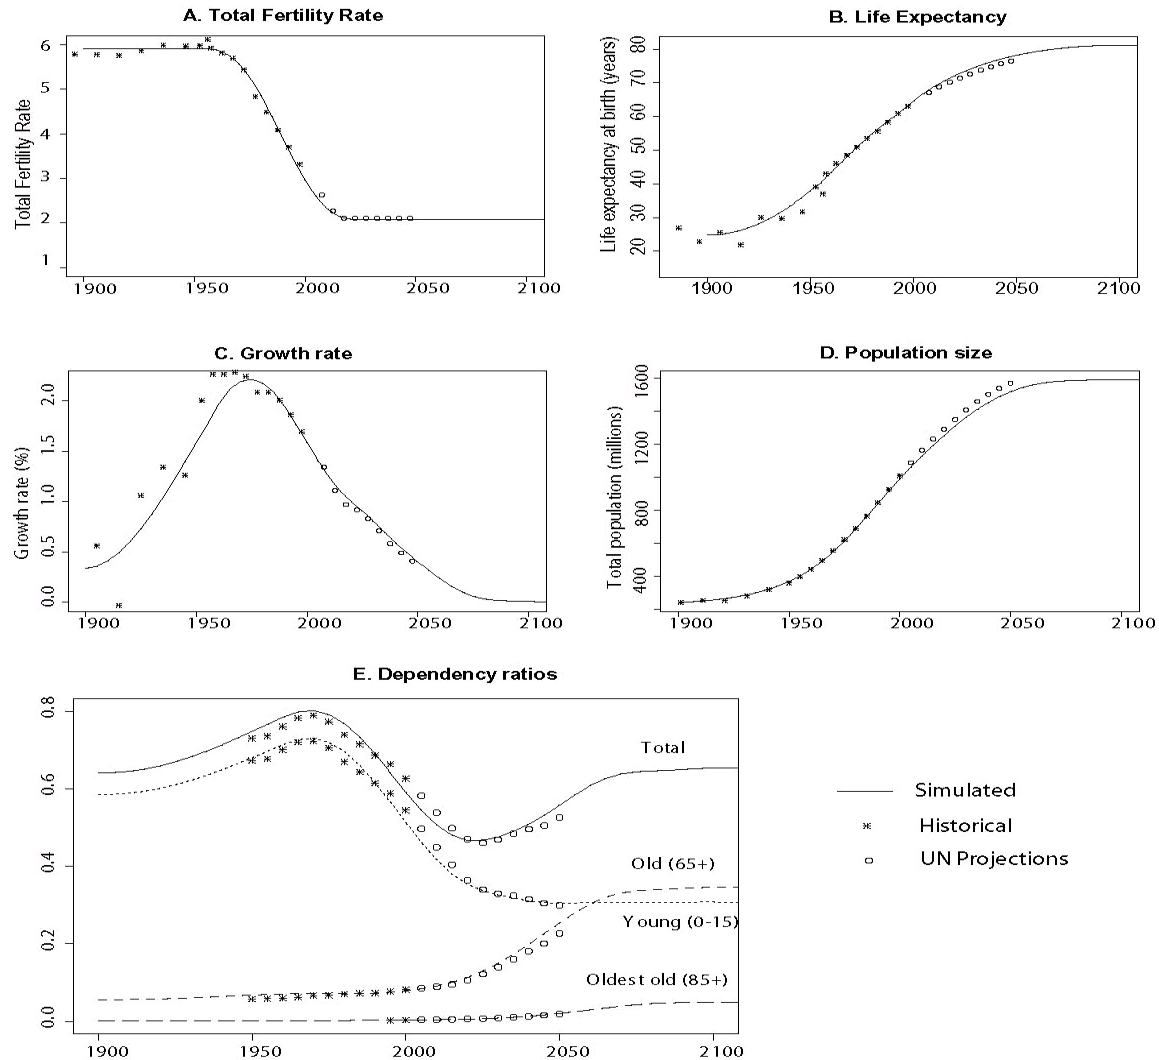 A. Total Fertility Rate
Total Fertility Rate
6
5
4
3
2
1
1900 1950 2000 2050 2100
B. Life Expectancy
Life expectancy at birth (years)
80
70
60
50
40
30
20
1900 1950 2000 2050 2100
C. Growth rate
Growth rate (%)
2.0
1.5
1.0
0.5
0.0
1900 1950 2000 2050 2100
D. Population size
Total population (millions)
1600
1200
800
400
1900 1950 2000 2050 2100
E. Dependency ratios
0.8
0.6
0.4
0.2
0.0
Total
Old (65+)
Young (0-15)
Oldest old (85+)
1900 1950 2000 2050 2100
Simulated
Historical
UN Projections